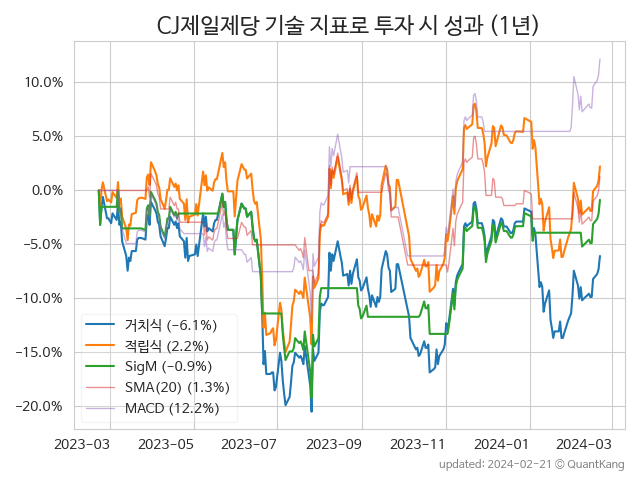 CJ제일제당 기술 지표로 투자 시 성과 (1년)
10.0%
5.0%
0.0%
−5.0%
−10.0%
−15.0%
−20.0%
거치식 (−6.1%)
적립식 (2.2%)
SigM (−0.9%)
SMA(20) (1.3%)
MACD (12.2%)
2023-03 2023-05 2023-07 2023-09 2023-11 2024-01 2024-03
updated: 2024-02-21 © QuantKang